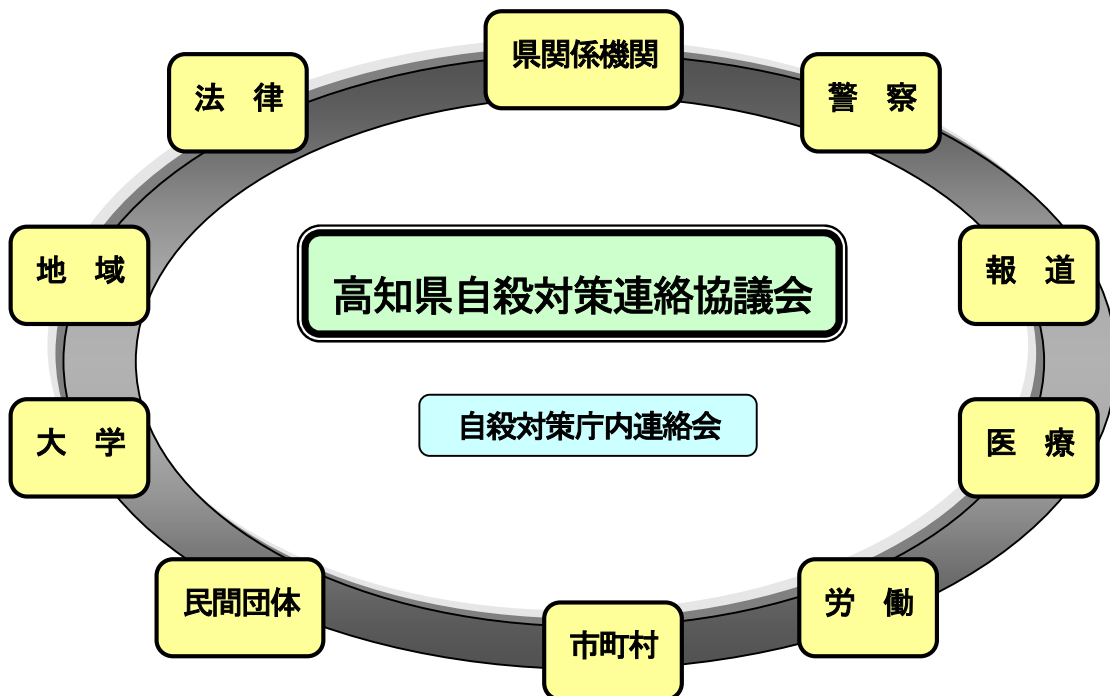 県関係機関
法　律
警　察
地　域
報　道
高知県自殺対策連絡協議会
自殺対策庁内連絡会
大　学
医　療
民間団体
労　働
市町村